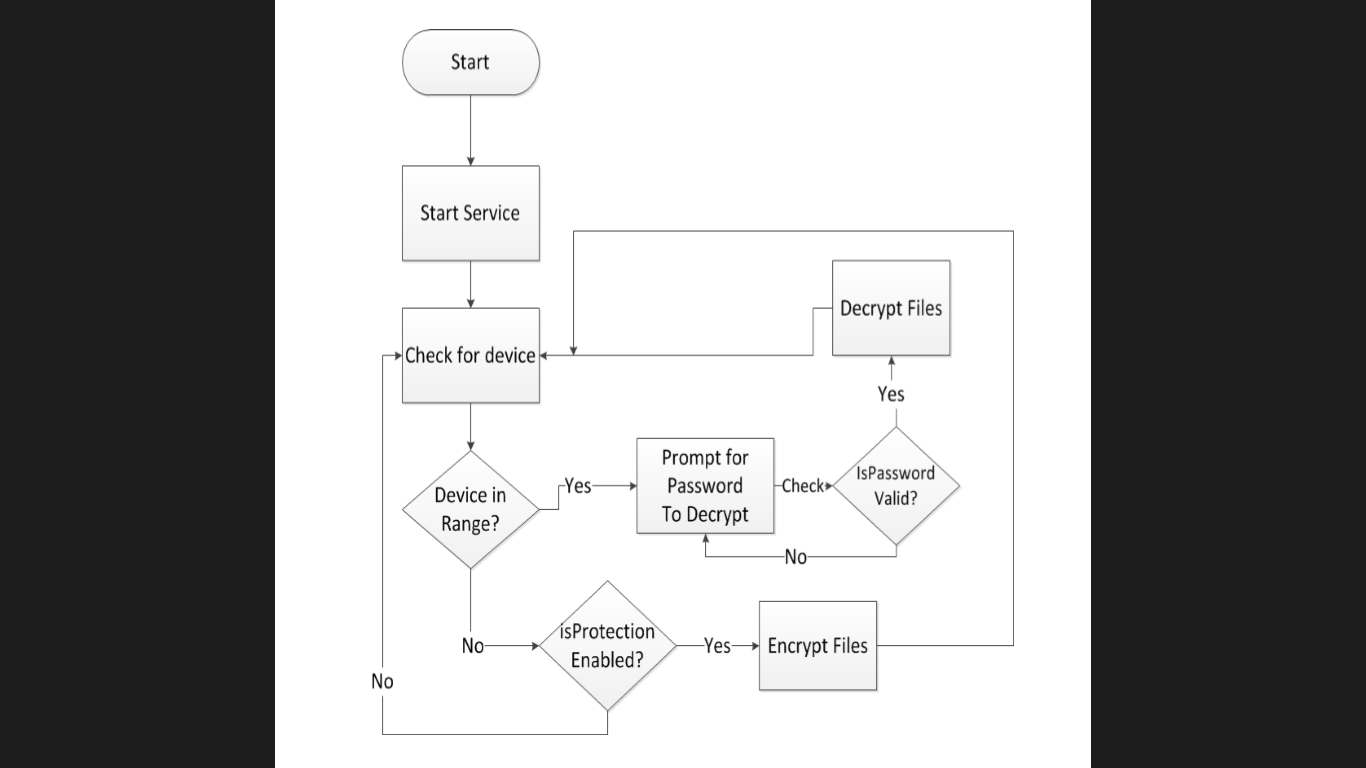 Start
Start Service
Check for device
Decrypt Files
Yes
Device in
Range?
Yes
Prompt for
Password
To Decrypt
Check
IsPassword
Valid?
No
No
isProtection
Enabled?
Yes
Encrypt Files
No